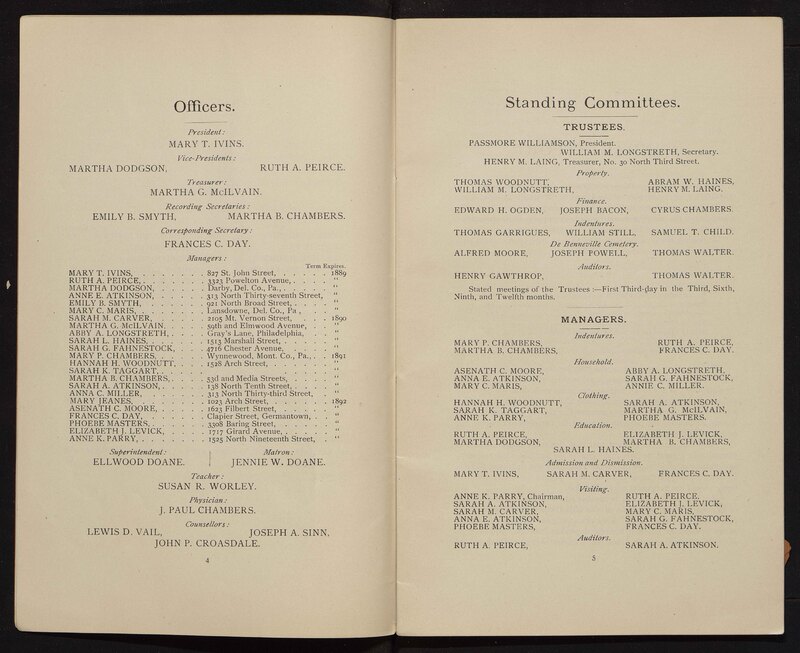 Officers.
President:
MARY T. IVINS.
Vice-Presidents:
MARTHA DODGSON, RUTH A. PEIRCE.
Treasurer:
MARTHA G. McILVAIN.
Recording Secretaries:
EMILY B. SMYTH, MARTHA B. CHAMBERS.
Corresponding Secretary:
FRANCES C. DAY.
Managers:
Term Expires.
MARY T. IVINS, . . . . . . . 827 St. John Street, . . . . . 1889
RUTH A. PEIRCE, . . . . . . 3323 Powelton Avenue, . . . . "
MARTHA DODGSON, . . . . . Darby, Del. Co., Pa., . . . . . "
ANNE E. ATKINSON, . . . . 313 North Thirty-seventh Street, "
EMILY B. SMYTH, . . . . . . 921 North Broad Street, . . . . "
MARY C. MARIS, . . . . . . . Lansdowne, Del. Co., Pa , . . . "
SARAH M. CARVER, . . . . . 2105 Mt. Vernon Street, . . . . 1890
MARTHA G. McILVAIN, . . . 59th and Elmwood Avenue, . . "
ABBY A. LONGSTRETH, . . . Gray's Lane, Philadelphia, . . "
SARAH L. HAINES, . . . . . 1513 Marshall Street, . . . . . "
SARAH G. FAHNESTOCK, . . 4716 Chester Avenue, . . . . . "
MARY P. CHAMBERS, . . . . Wynnewood, Mont. Co., Pa., . . 1891
HANNAH H. WOODNUTT, . . 1528 Arch Street, . . . . . . "
SARAH K. TAGGART, . . . . . "
MARTHA B. CHAMBERS, . . . 53d and Media Streets, . . . . "
SARAH A. ATKINSON, . . . . 138 North Tenth Street, . . . . "
ANNA C. MILLER, . . . . . . 313 North Thirty-third Street, . "
MARY JEANES, . . . . . . . 1023 Arch Street, . . . . . . 1892
ASENATH C. MOORE, . . . . 1623 Filbert Street, . . . . . "
FRANCES C. DAY, . . . . . . Clapier Street, Germantown, . . "
PHOEBE MASTERS, . . . . . 3308 Baring Street, . . . . . . "
ELIZABETH J. LEVICK, . . . 1717 Girard Avenue, . . . . . "
ANNE K. PARRY, . . . . . . 1525 North Nineteenth Street, . "
Superintendent: Matron:
ELLWOOD DOANE. JENNIE W. DOANE.
Teacher:
SUSAN R. WORLEY.
Physician:
J. PAUL CHAMBERS.
Counsellors:
LEWIS D. VAIL, JOSEPH A. SINN,
JOHN P. CROASDALE.
4
Standing Committees.
TRUSTEES.
PASSMORE WILLIAMSON, President.
WILLIAM M. LONGSTRETH, Secretary.
HENRY M. LAING, Treasurer, No. 30 North Third Street.
Property.
THOMAS WOODNUTT, ABRAM W. HAINES,
WILLIAM M. LONGSTRETH, HENRY M. LAING.
Finance.
EDWARD H. OGDEN, JOSEPH BACON, CYRUS CHAMBERS.
Indentures.
THOMAS GARRIGUES, WILLIAM STILL, SAMUEL T. CHILD.
De Benneville Cemetery.
ALFRED MOORE, JOSEPH POWELL, THOMAS WALTER.
Auditors.
HENRY GAWTHROP, THOMAS WALTER.
Stated meetings of the Trustees :—First Third-day in the Third, Sixth,
Ninth, and Twelfth months.
MANAGERS.
Indentures.
MARY P. CHAMBERS, RUTH A. PEIRCE,
MARTHA B. CHAMBERS, FRANCES C. DAY.
Household.
ASENATH C. MOORE, ABBY A. LONGSTRETH,
ANNA E. ATKINSON, SARAH G. FAHNESTOCK,
MARY C. MARIS, ANNIE C. MILLER.
Clothing.
HANNAH H. WOODNUTT, SARAH A. ATKINSON,
SARAH K. TAGGART, MARTHA G. McILVAIN,
ANNE K. PARRY, PHOEBE MASTERS.
Education.
RUTH A. PEIRCE, ELIZABETH J. LEVICK,
MARTHA DODGSON, MARTHA B. CHAMBERS,
SARAH L. HAINES.
Admission and Dismission.
MARY T. IVINS, SARAH M. CARVER, FRANCES C. DAY.
Visiting.
ANNE K. PARRY, Chairman, RUTH A. PEIRCE,
SARAH A. ATKINSON, ELIZABETH J. LEVICK,
SARAH M. CARVER, MARY C. MARIS,
ANNA E. ATKINSON, SARAH G. FAHNESTOCK,
PHOEBE MASTERS, FRANCES C. DAY.
Auditors.
RUTH A. PEIRCE, SARAH A. ATKINSON.
5